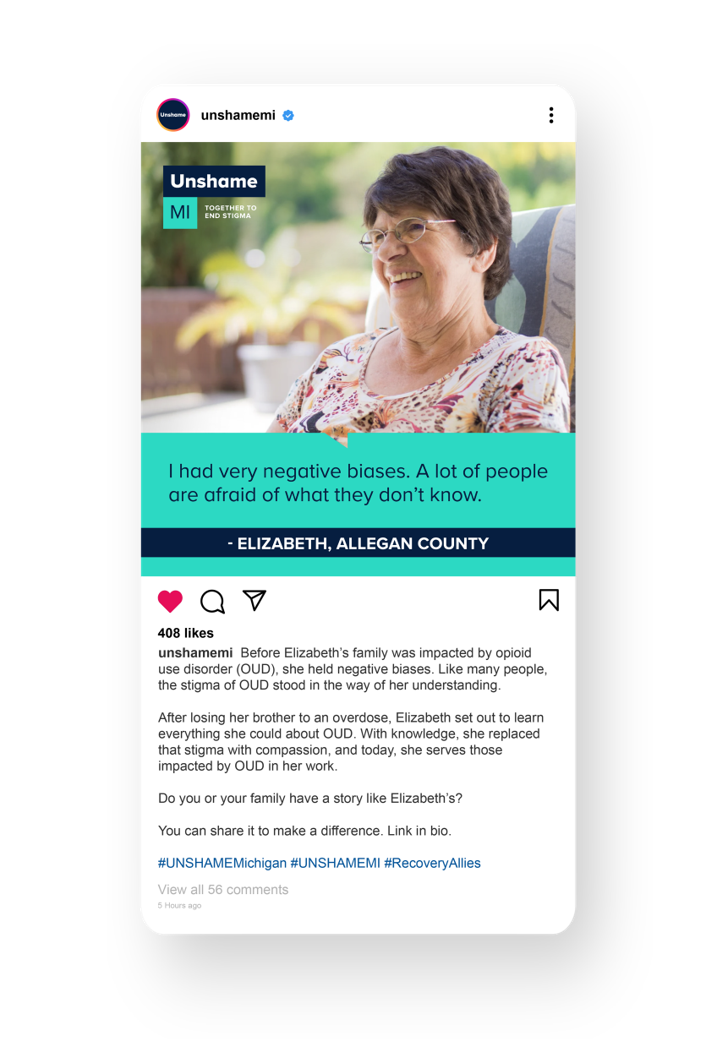 Unshame
unshamemi
Unshame
MI
TOGETHER TO
END STIGMA
I had very negative biases. A lot of people
are afraid of what they don’t know.
- ELIZABETH, ALLEGAN COUNTY
408 likes
unshamemi Before Elizabeth’s family was impacted by opioid
use disorder (OUD), she held negative biases. Like many people,
the stigma of OUD stood in the way of her understanding.
After losing her brother to an overdose, Elizabeth set out to learn
everything she could about OUD. With knowledge, she replaced
that stigma with compassion, and today, she serves those
impacted by OUD in her work.
Do you or your family have a story like Elizabeth’s?
You can share it to make a difference. Link in bio.
#UNSHAMEMichigan #UNSHAMEMI #RecoveryAllies
View all 56 comments
5 Hours ago